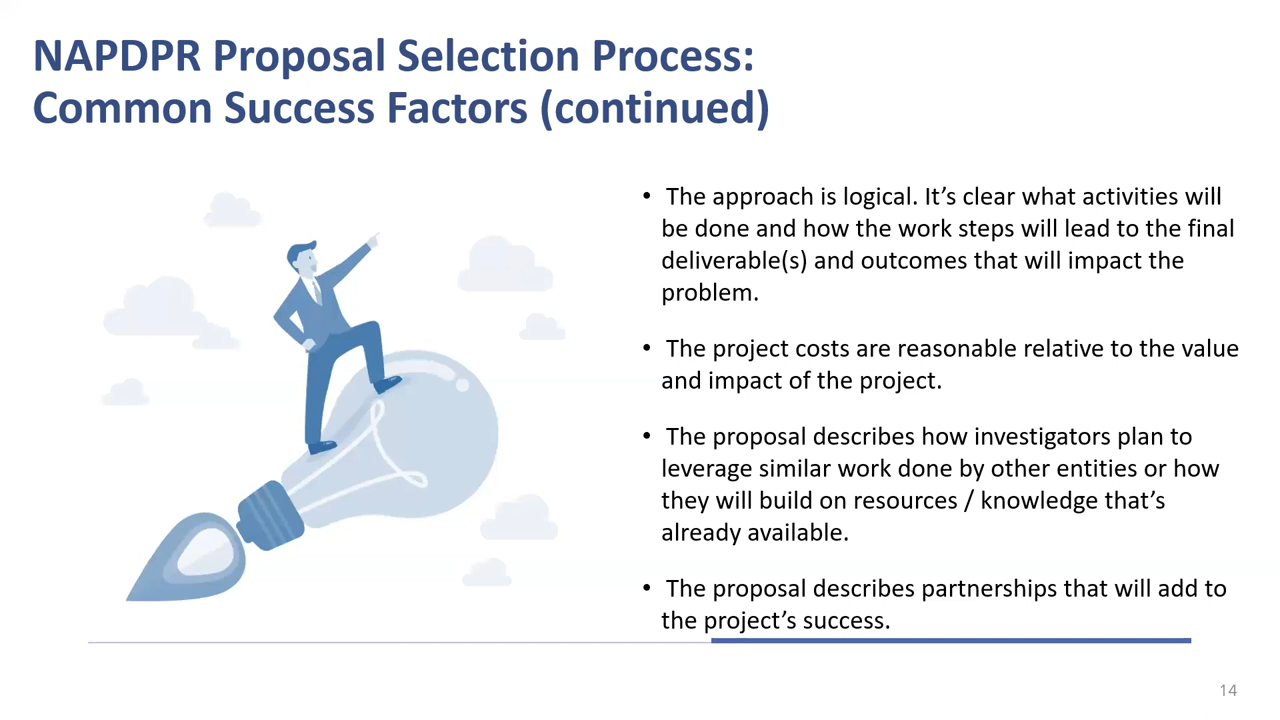 NAPDPR Proposal Selection Process:
Common Success Factors (continued)
• The approach is logical. It’s clear what activities will
be done and how the work steps will lead to the final
deliverable(s) and outcomes that will impact the
problem.
• The project costs are reasonable relative to the value
and impact of the project.
• The proposal describes how investigators plan to
leverage similar work done by other entities or how
they will build on resources / knowledge that’s
already available.
• The proposal describes partnerships that will add to
the project’s success.
14